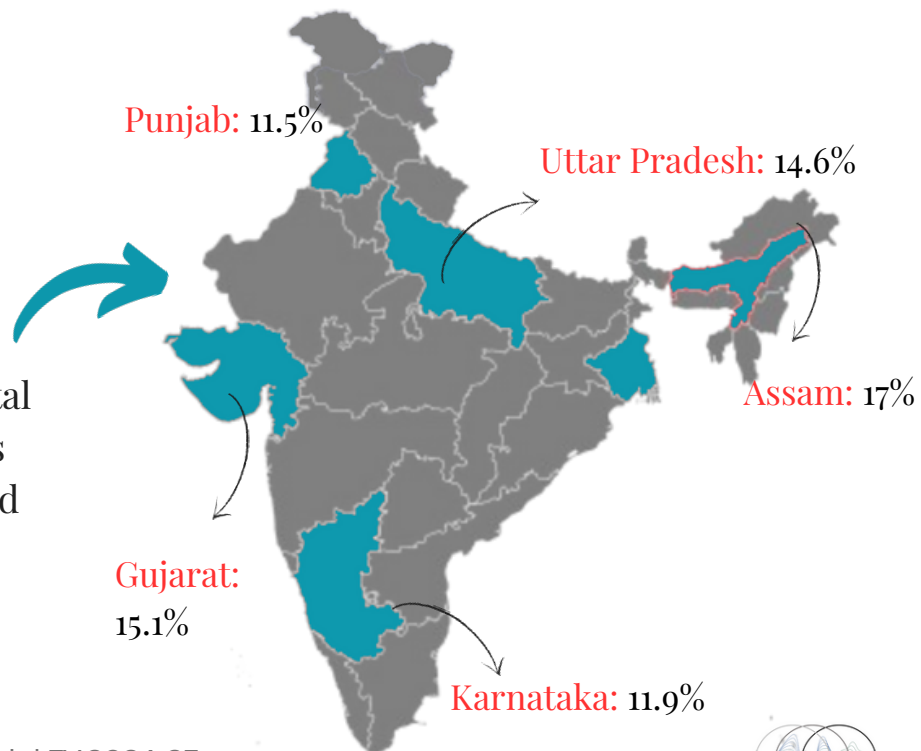 Punjab: 11.5%
Uttar Pradesh: 14.6%
Assam: 17%
Gujarat:
15.1%
Karnataka: 11.9%